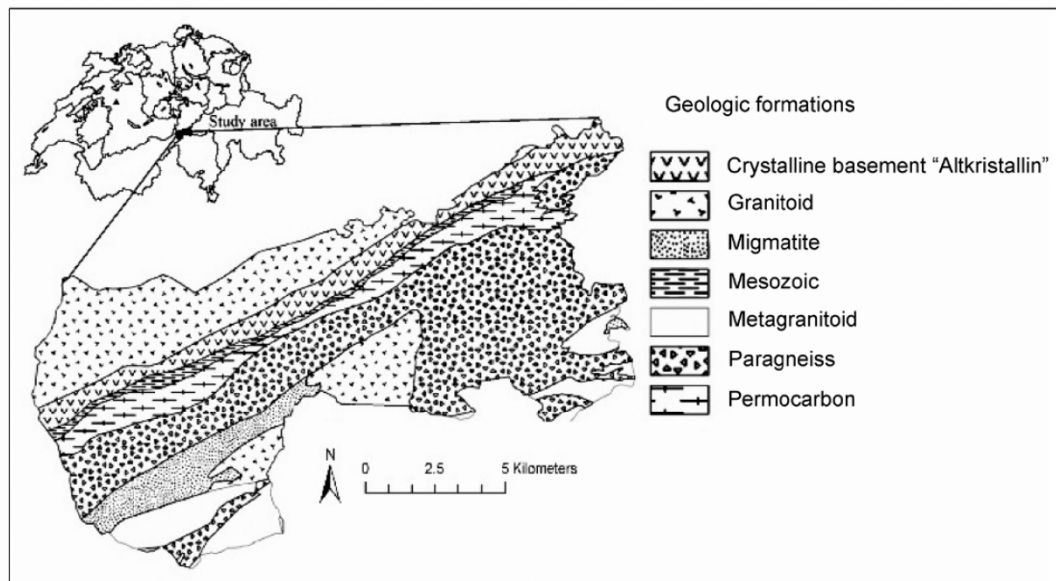 Study area
Geologic formations
Crystalline basement “Altkristallin”
Granitoid
Migmatite
Mesozoic
Metagranitoid
Paragneiss
Permocarbon
N
0 2.5 5 Kilometers